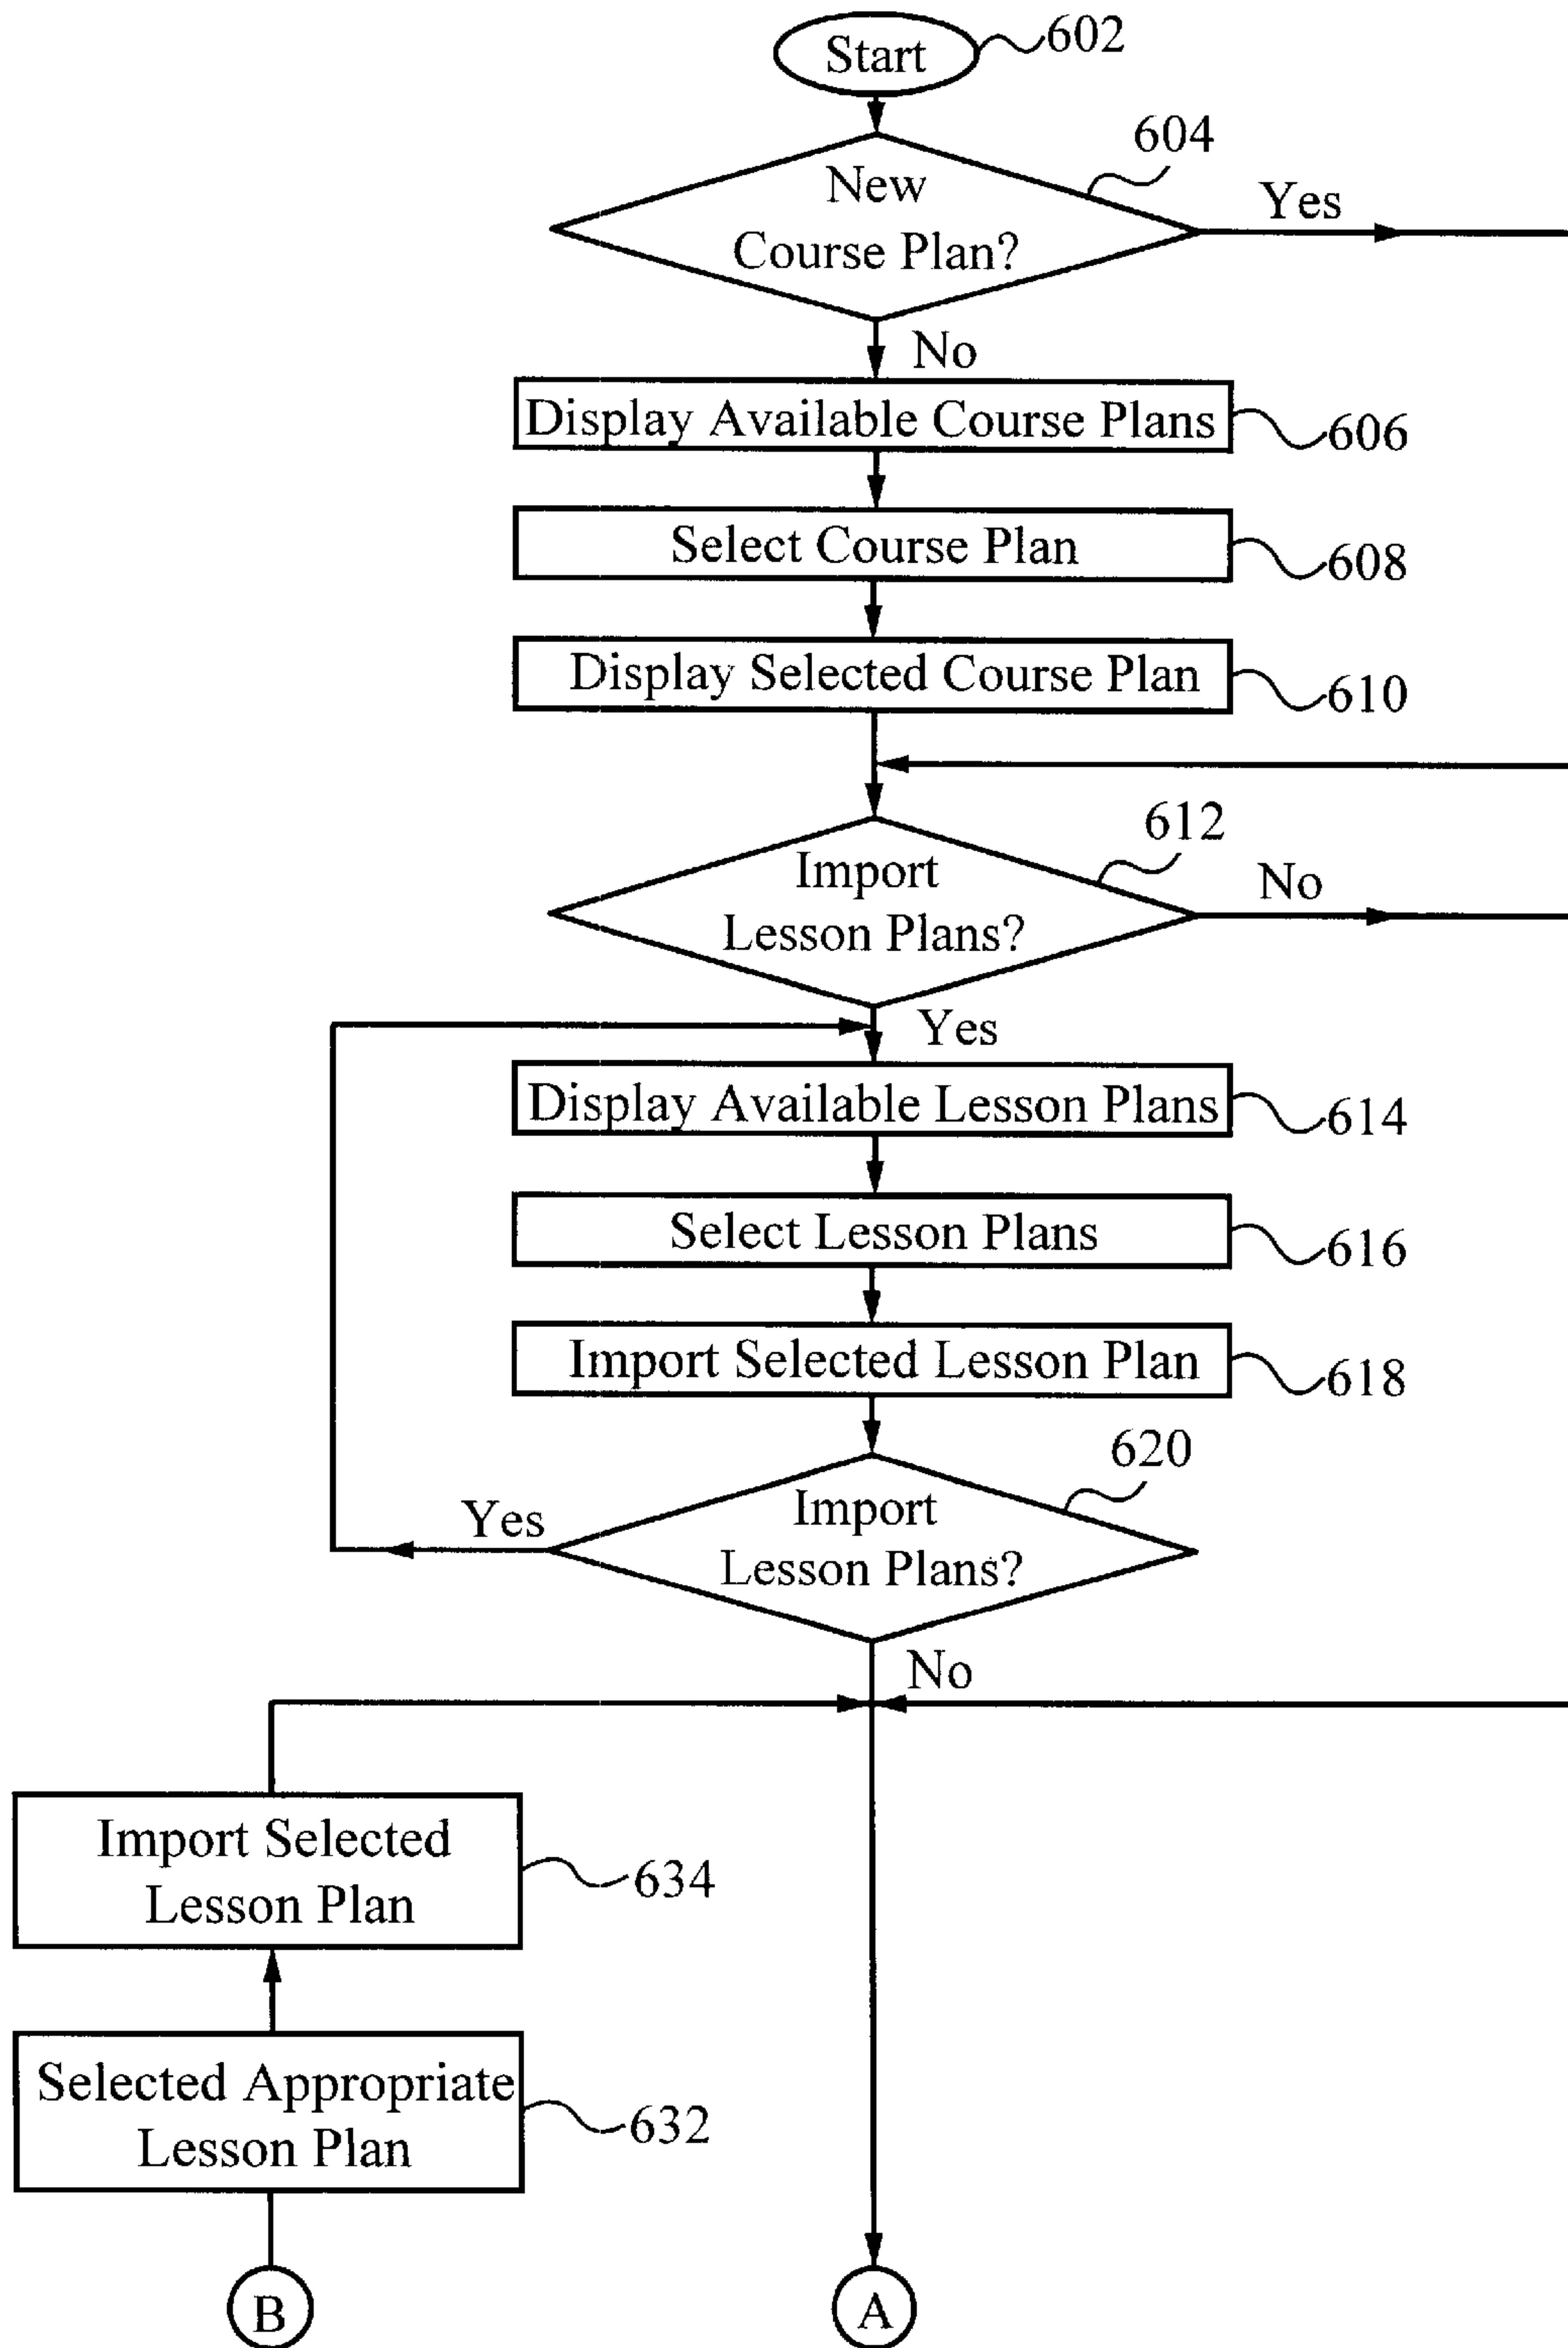 Start
602
604
New
Course Plan?
Yes
No
Display Available Course Plans
606
Select Course Plan
608
Display Selected Course Plan
610
612
Import
Lesson Plans?
No
Yes
Display Available Lesson Plans
614
Select Lesson Plans
616
Import Selected Lesson Plan
618
620
Import
Lesson Plans?
Yes
No
Import Selected
Lesson Plan
634
Selected Appropriate
Lesson Plan
632
B
A